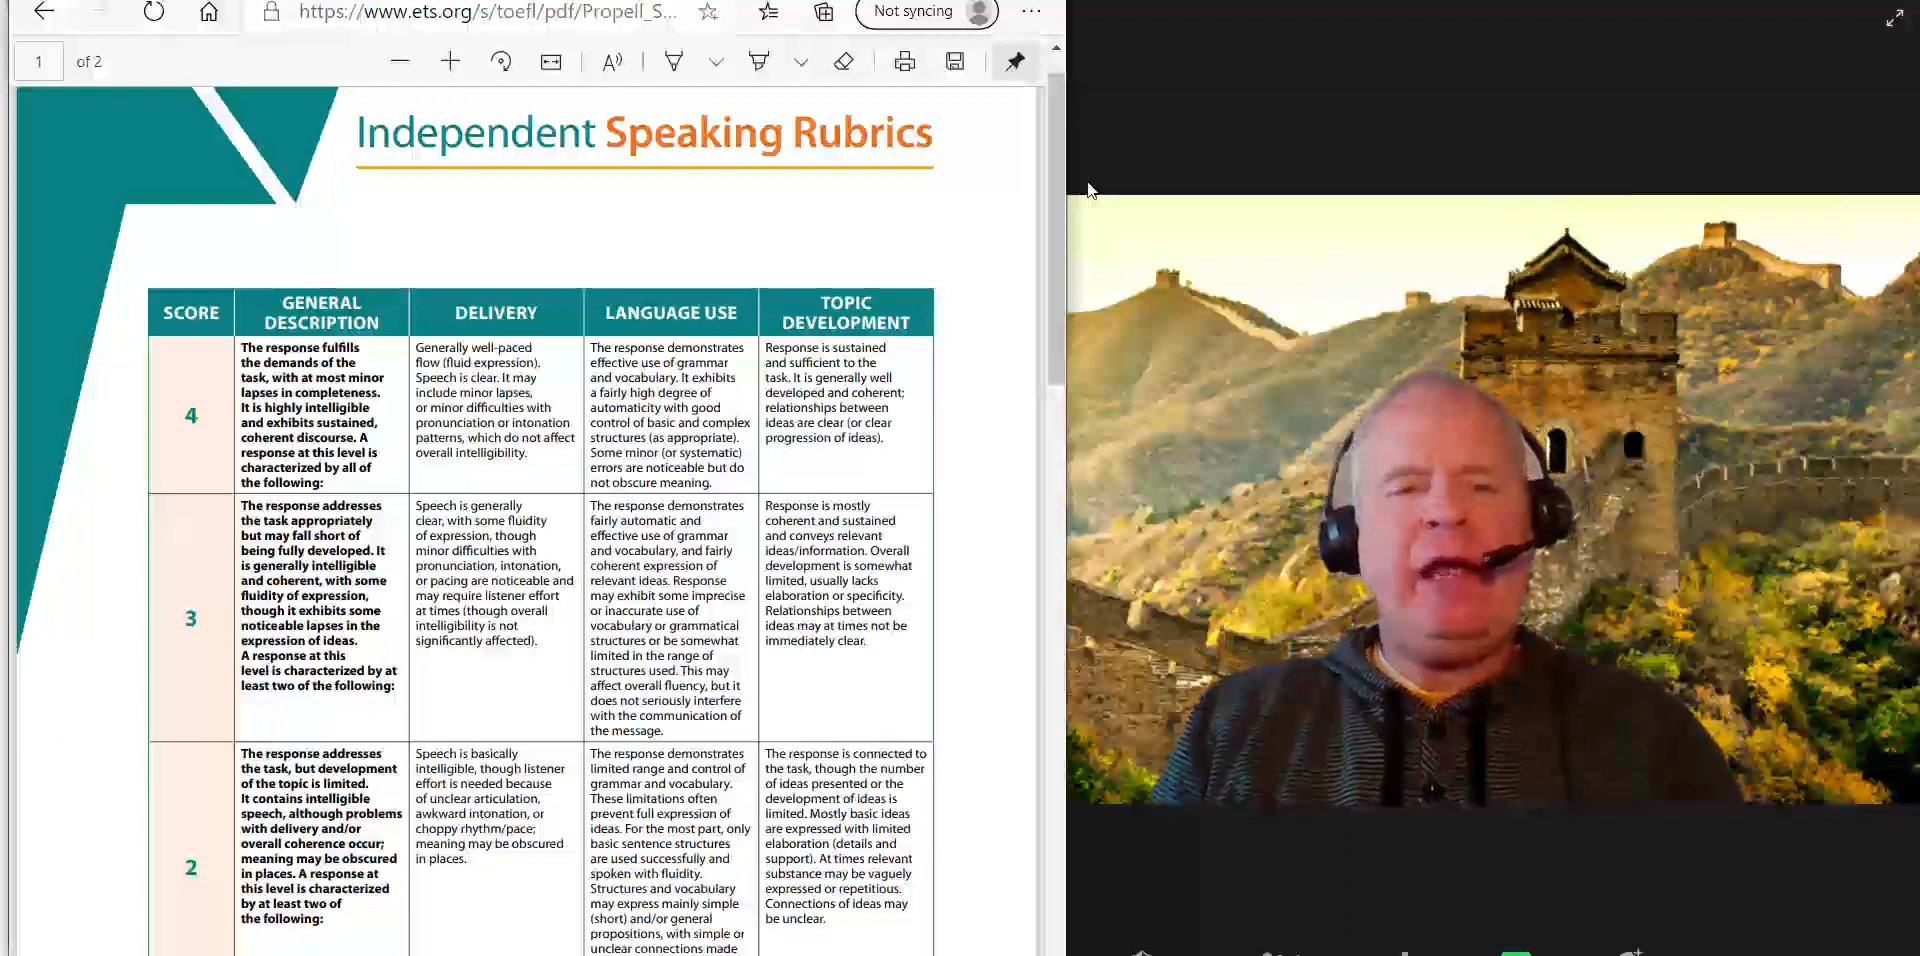 https://www.ets.org/s/toefl/pdf/Propell_S...
Not syncing
1 of 2
Independent Speaking Rubrics
SCORE
GENERAL
DESCRIPTION
DELIVERY
LANGUAGE USE
TOPIC
DEVELOPMENT
4
The response fulfills
the demands of the
task, with at most minor
lapses in completeness.
It is highly intelligible
and exhibits sustained,
coherent discourse. A
response at this level is
characterized by all of
the following:
Generally well-paced
flow (fluid expression).
Speech is clear. It may
include minor lapses,
or minor difficulties with
pronunciation or intonation
patterns, which do not affect
overall intelligibility.
The response demonstrates
effective use of grammar
and vocabulary. It exhibits
a fairly high degree of
automaticity with good
control of basic and complex
structures (as appropriate).
Some minor (or systematic)
errors are noticeable but do
not obscure meaning.
Response is sustained
and sufficient to the
task. It is generally well
developed and coherent;
relationships between
ideas are clear (or clear
progression of ideas).
3
The response addresses
the task appropriately
but may fall short of
being fully developed. It
is generally intelligible
and coherent, with some
fluidity of expression,
though it exhibits some
noticeable lapses in the
expression of ideas.
A response at this
level is characterized by at
least two of the following:
Speech is generally
clear, with some fluidity
of expression, though
minor difficulties with
pronunciation, intonation,
or pacing are noticeable and
may require listener effort
at times (though overall
intelligibility is not
significantly affected).
The response demonstrates
fairly automatic and
effective use of grammar
and vocabulary, and fairly
coherent expression of
relevant ideas. Response
may exhibit some imprecise
or inaccurate use of
vocabulary or grammatical
structures or be somewhat
limited in the range of
structures used. This may
affect overall fluency, but it
does not seriously interfere
with the communication of
the message.
Response is mostly
coherent and sustained
and conveys relevant
ideas/information. Overall
development is somewhat
limited, usually lacks
elaboration or specificity.
Relationships between
ideas may at times not be
immediately clear.
2
The response addresses
the task, but development
of the topic is limited.
It contains intelligible
speech, although problems
with delivery and/or
overall coherence occur;
meaning may be obscured
in places. A response at
this level is characterized
by at least two of
the following:
Speech is basically
intelligible, though listener
effort is needed because
of unclear articulation,
awkward intonation, or
choppy rhythm/pace;
meaning may be obscured
in places.
The response demonstrates
limited range and control of
grammar and vocabulary.
These limitations often
prevent full expression of
ideas. For the most part, only
basic sentence structures
are used successfully and
spoken with fluidity.
Structures and vocabulary
may express mainly simple
(short) and/or general
propositions, with simple or
unclear connections made
The response is connected to
the task, though the number
of ideas presented or the
development of ideas is
limited. Mostly basic ideas
are expressed with limited
elaboration (details and
support). At times relevant
substance may be vaguely
expressed or repetitious.
Connections of ideas may
be unclear.